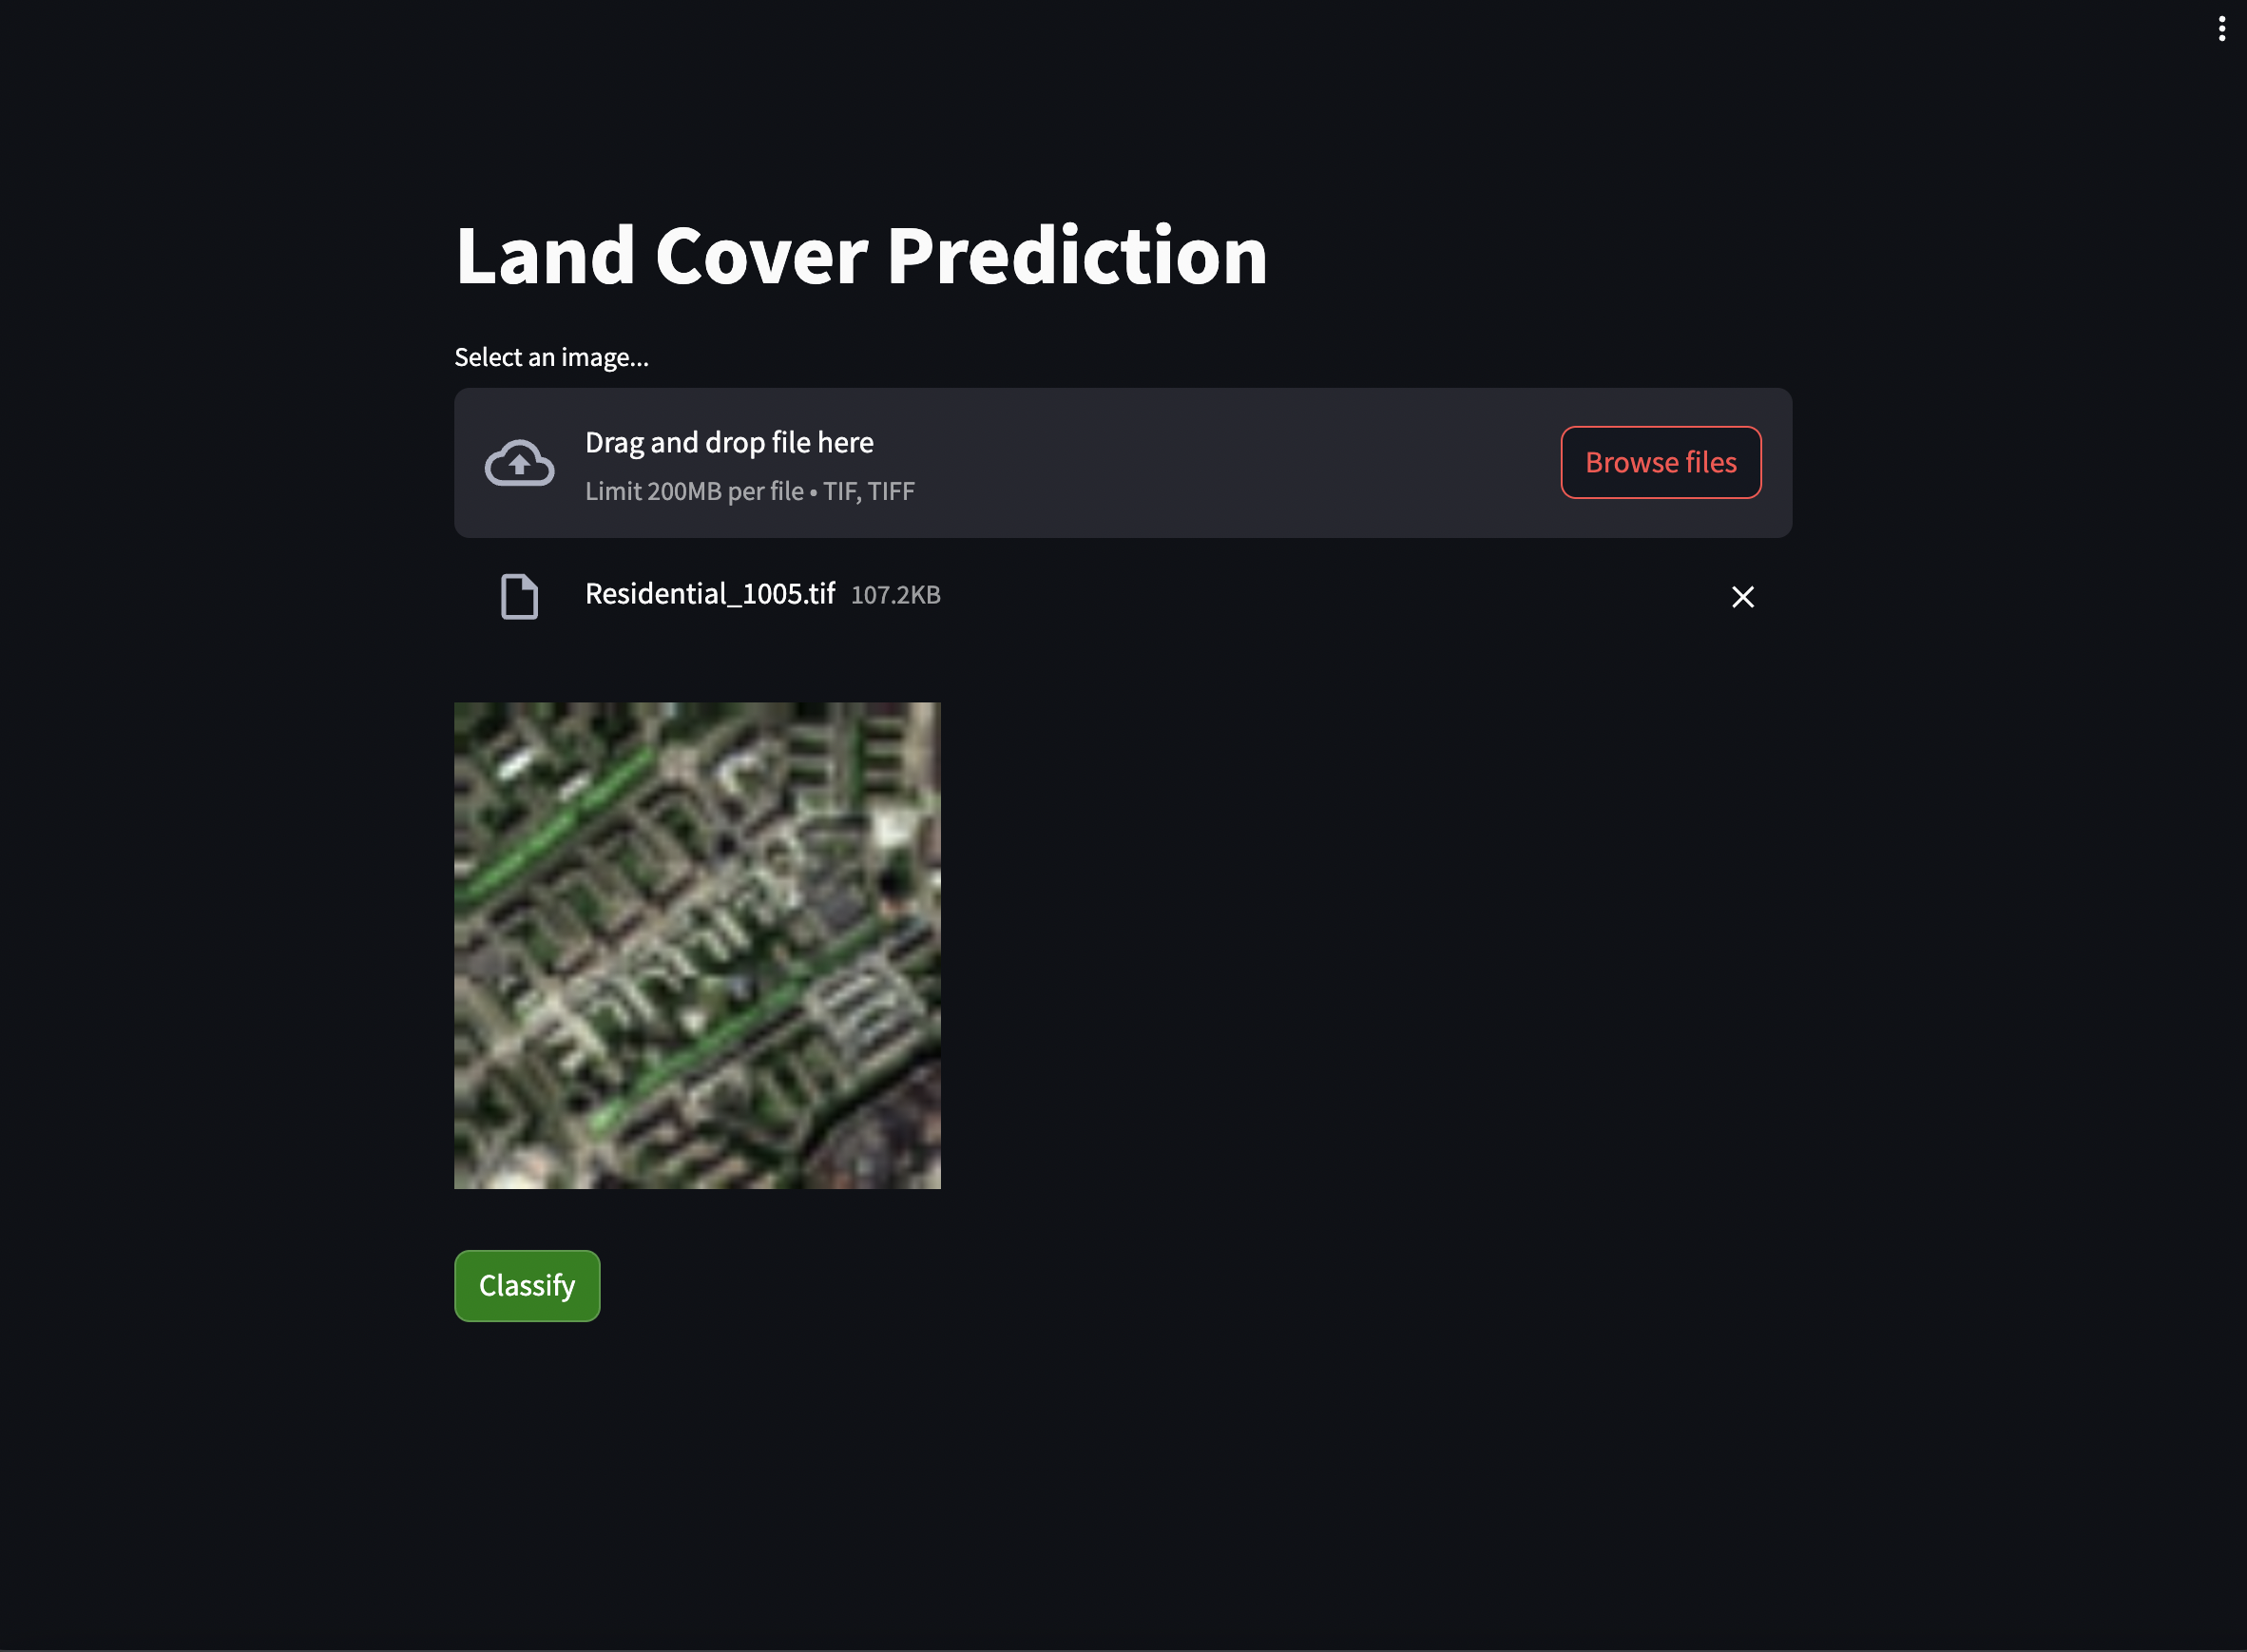 Land Cover Prediction
Select an image...
Drag and drop file here
Limit 200MB per file • TIF, TIFF
Browse files
Residential_1005.tif 107.2KB
Classify